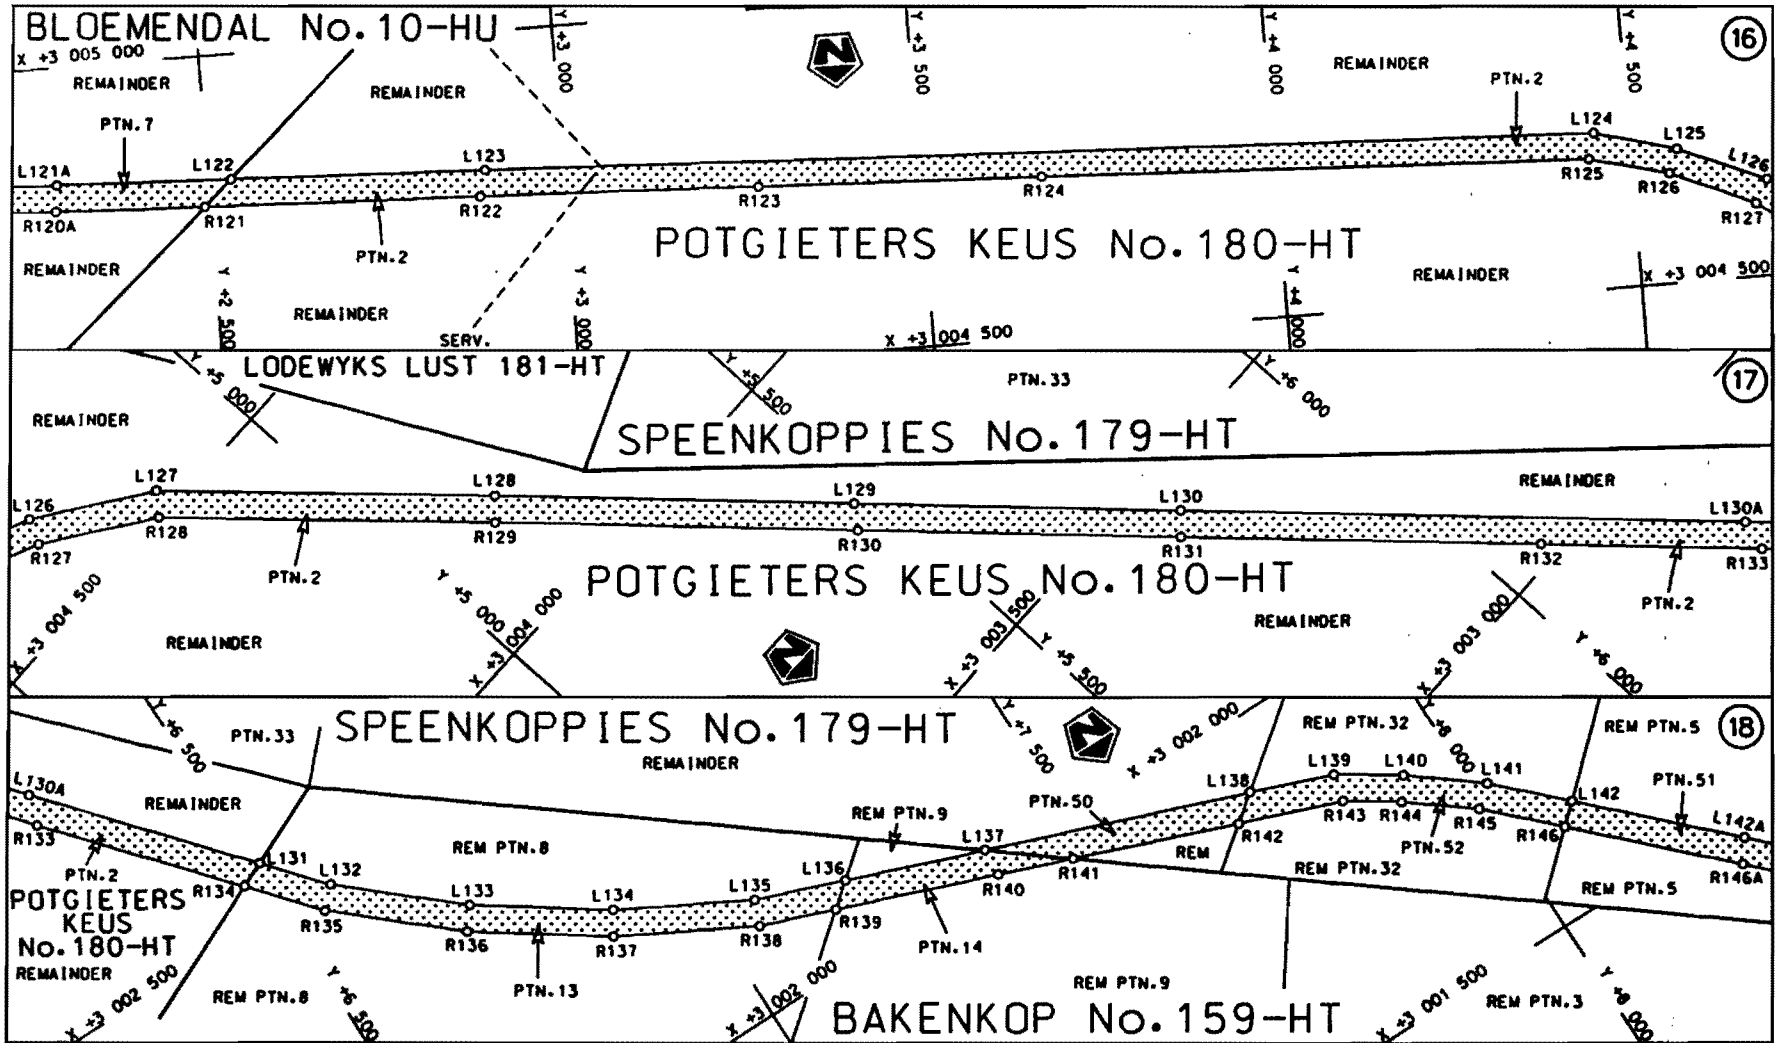 BLOEMENDAL No.10-HU
X +3 005 000
Y +3 000
Y +3 500
Y +4 000
Y +4 500
16
REMAINDER
REMAINDER
REMAINDER
N
PTN.7
PTN.2
L121A
L122
L123
L124
L125
L126
R120A
R121
R122
R123
R124
R125
R126
R127
PTN.2
POTGIETERS KEUS No.180-HT
REMAINDER
REMAINDER
REMAINDER
Y +2 500
Y +3 000
Y +4 000
X +3 004 500
SERV.
X +3 004 500
LODEWYKS LUST 181-HT
Y +5 000
Y +5 500
Y +6 000
PTN.33
17
REMAINDER
SPEENKOPPIES No.179-HT
REMAINDER
L126
L127
L128
L129
L130
L130A
R127
R128
R129
R130
R131
R132
R133
PTN.2
POTGIETERS KEUS No.180-HT
PTN.2
X +3 004 500
REMAINDER
Y +5 000
X +3 004 000
N
X +3 003 500
Y +5 500
REMAINDER
X +3 003 000
Y +6 000
SPEENKOPPIES No.179-HT
Y +6 500
PTN.33
REMAINDER
Y +7 500
N
X +3 002 000
REM PTN.32
Y +8 000
REM PTN.5
18
L130A
REMAINDER
REM PTN.8
REM PTN.9
PTN.50
L138
L139
L140
L141
L142
PTN.51
L142A
R133
PTN.2
R134
L131
L132
L133
L134
L135
L136
L137
R135
R136
R137
R138
R139
R140
R141
R142
R143
R144
R145
R146
R146A
REM
PTN.52
REM PTN.32
REM PTN.5
POTGIETERS
KEUS
No.180-HT
REMAINDER
X +3 002 500
REM PTN.8
Y +6 500
PTN.13
PTN.14
X +3 002 000
REM PTN.9
BAKENKOP No.159-HT
X +3 001 500
REM PTN.3
Y +8 000